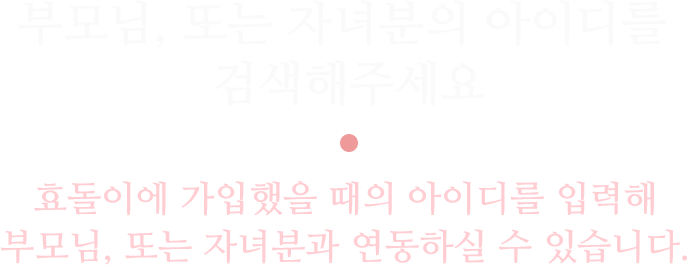 부모님, 또는 자녀분의 아이디를
검색해주세요
효돌이에 가입했을 때의 아이디를 입력해
부모님, 또는 자녀분과 연동하실 수 있습니다.